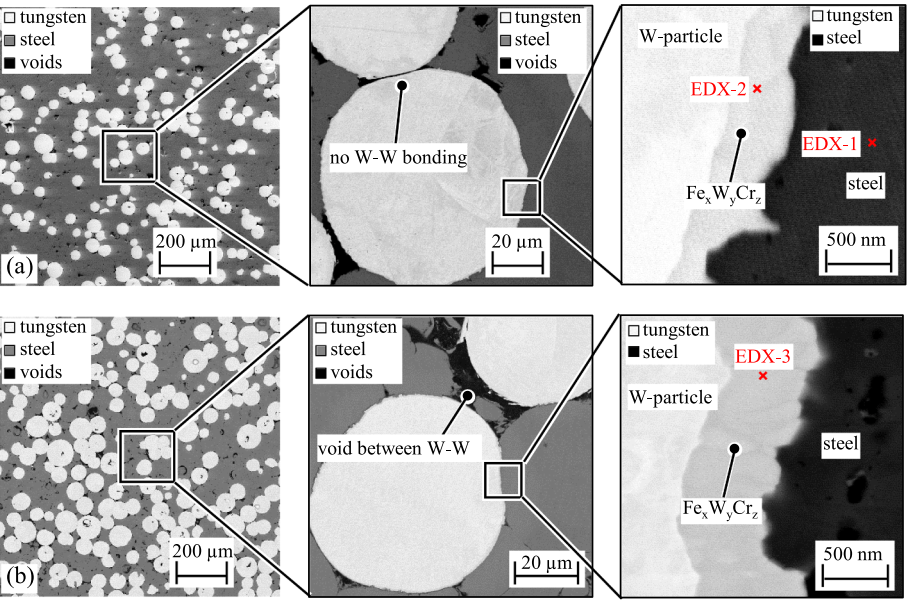 tungsten
steel
voids
200 µm
(a)
tungsten
steel
voids
no W-W bonding
20 µm
tungsten
steel
W-particle
EDX-2
EDX-1
steel
FeₓWᵧCr_z
500 nm
tungsten
steel
voids
200 µm
(b)
tungsten
steel
voids
void between W-W
20 µm
tungsten
steel
EDX-3
W-particle
steel
FeₓWᵧCr_z
500 nm